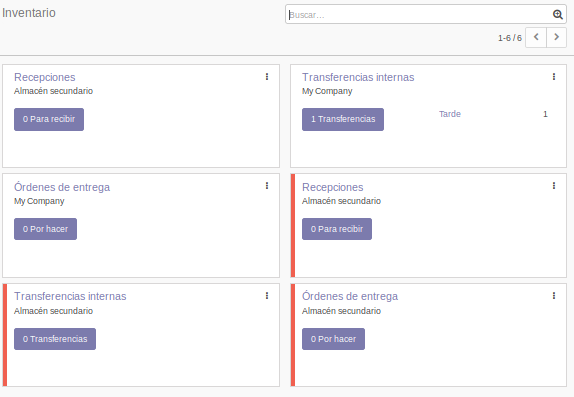 Inventario
Buscar...
1-6 / 6
Recepciones
Almacén secundario
0 Para recibir
Transferencias internas
My Company
1 Transferencias
Tarde 1
Órdenes de entrega
My Company
0 Por hacer
Recepciones
Almacén secundario
0 Para recibir
Transferencias internas
Almacén secundario
0 Transferencias
Órdenes de entrega
Almacén secundario
0 Por hacer